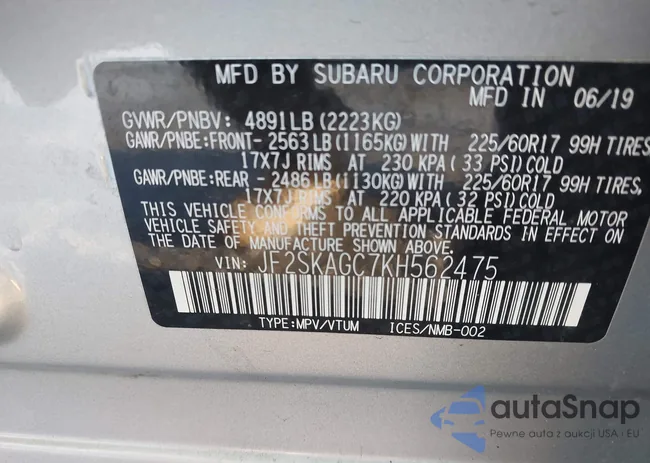 MFD BY SUBARU CORPORATION
MFD IN 06/19
GVWR/PNBV: 4891LB(2223KG)
GAWR/PNBE:FRONT-2563LB(1165KG)WITH 225/60R17 99H TIRES,
17X7J RIMS AT 230 KPA(33 PSI)COLD
GAWR/PNBE:REAR -2486LB(1130KG)WITH 225/60R17 99H TIRES,
17X7J RIMS AT 220 KPA(32 PSI)COLD
THIS VEHICLE CONFORMS TO ALL APPLICABLE FEDERAL MOTOR
VEHICLE SAFETY AND THEFT PREVENTION STANDARDS IN EFFECT ON
THE DATE OF MANUFACTURE SHOWN ABOVE.
VIN: JF2SKAGC7KH562475
TYPE:MPV/VTUM ICES/NMB-002
autaSnap
Pewne auta z aukcji USA · EU